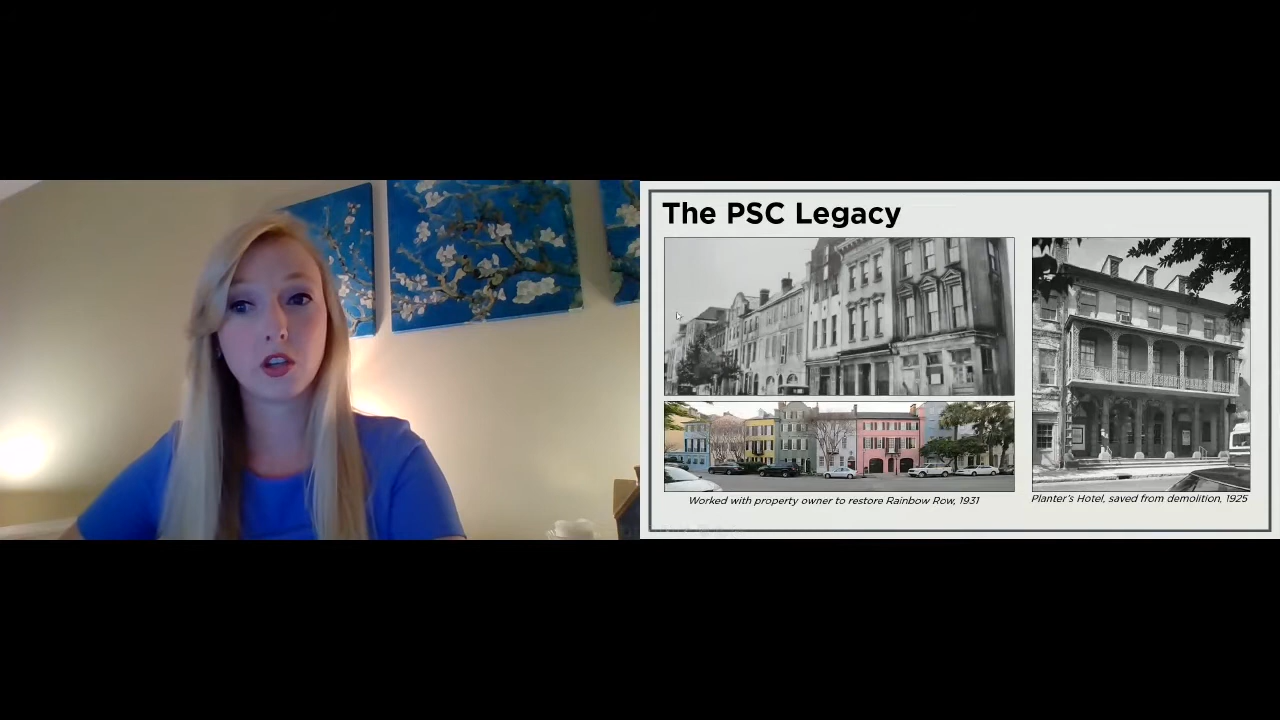 The PSC Legacy
Worked with property owner to restore Rainbow Row, 1931
Planter's Hotel, saved from demolition, 1925